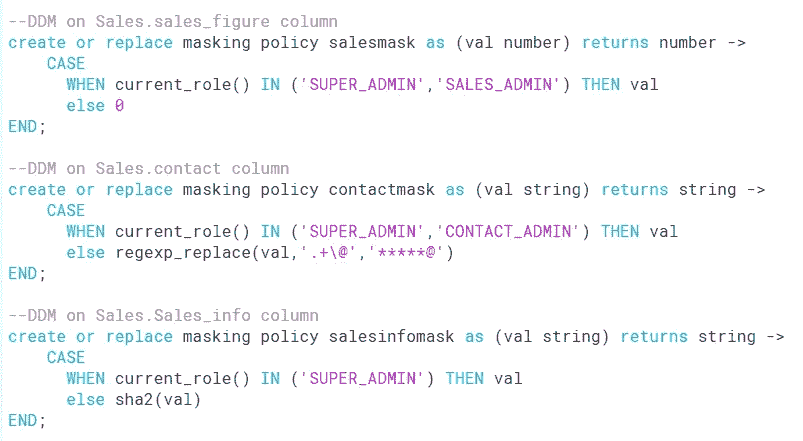 --DDM on Sales.sales_figure column
create or replace masking policy salesmask as (val number) returns number ->
CASE
WHEN current_role() IN ('SUPER_ADMIN','SALES_ADMIN') THEN val
else 0
END;
--DDM on Sales.contact column
create or replace masking policy contactmask as (val string) returns string ->
CASE
WHEN current_role() IN ('SUPER_ADMIN','CONTACT_ADMIN') THEN val
else regexp_replace(val,'.+\@','*****@')
END;
--DDM on Sales.Sales_info column
create or replace masking policy salesinfomask as (val string) returns string ->
CASE
WHEN current_role() IN ('SUPER_ADMIN') THEN val
else sha2(val)
END;